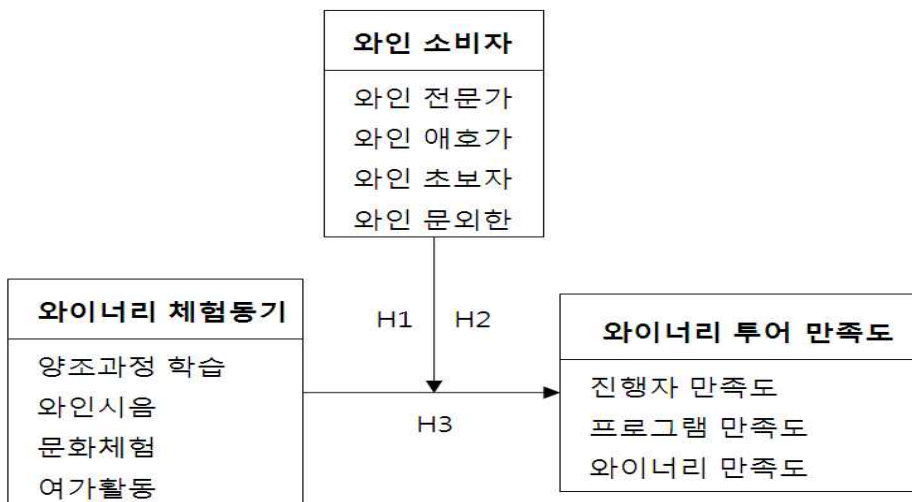 와인 소비자
와인 전문가
와인 애호가
와인 초보자
와인 문외한
와이너리 체험동기
양조과정 학습
와인시음
문화체험
여가활동
H1
H2
H3
와이너리 투어 만족도
진행자 만족도
프로그램 만족도
와이너리 만족도